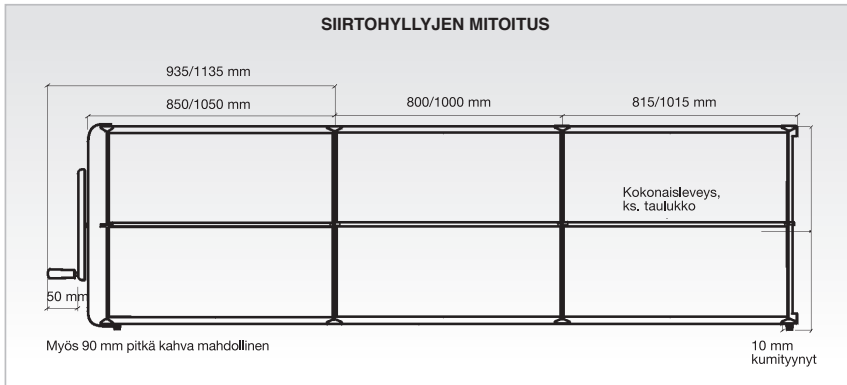 SIIRTOHYLLYJEN MITOITUS
935/1135 mm
850/1050 mm
800/1000 mm
815/1015 mm
Kokonaisleveys,
ks. taulukko
50 mm
Myös 90 mm pitkä kahva mahdollinen
10 mm
kumityynyt